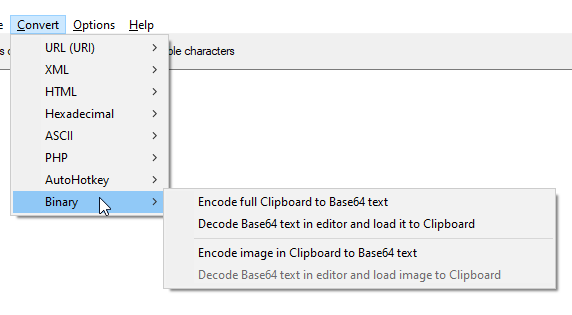 Convert Options Help
characters
URL (URI)
XML
HTML
Hexadecimal
ASCII
PHP
AutoHotkey
Binary
Encode full Clipboard to Base64 text
Decode Base64 text in editor and load it to Clipboard
Encode image in Clipboard to Base64 text
Decode Base64 text in editor and load image to Clipboard